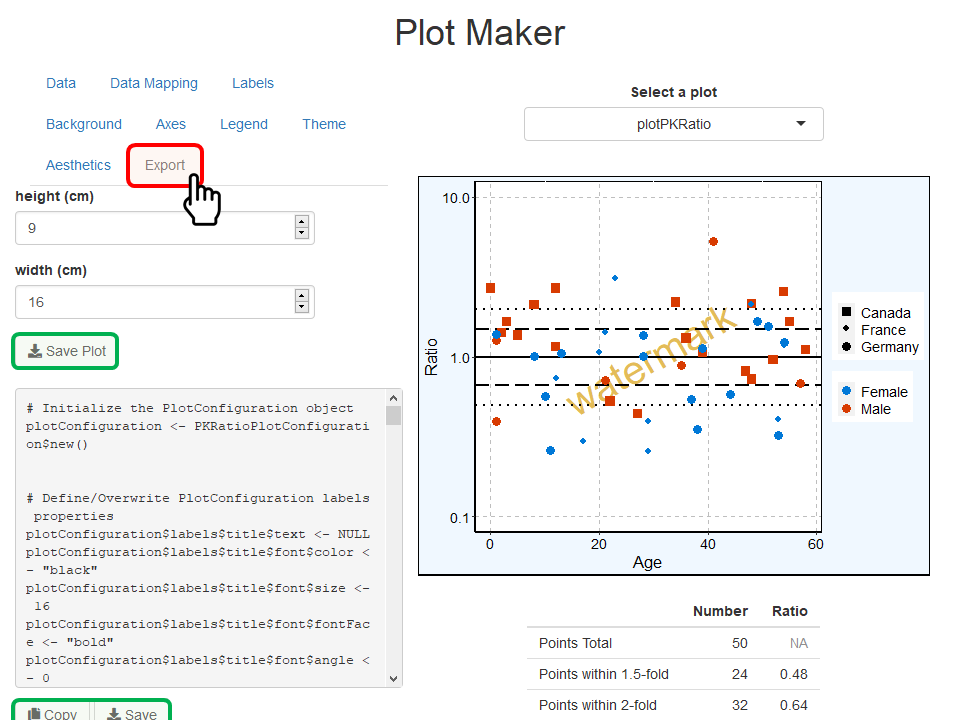 Plot Maker
Data Data Mapping Labels
Background Axes Legend Theme
Aesthetics Export
height (cm)
9
width (cm)
16
Save Plot
# Initialize the PlotConfiguration object
plotConfiguration <- PKRatioPlotConfigurati
on$new()
# Define/Overwrite PlotConfiguration labels
properties
plotConfiguration$labels$title$text <- NULL
plotConfiguration$labels$title$font$color <
- "black"
plotConfiguration$labels$title$font$size <-
16
plotConfiguration$labels$title$font$fontFac
e <- "bold"
plotConfiguration$labels$title$font$angle <
- 0
Copy Save
Select a plot
plotPKRatio
10.0
1.0
0.1
Ratio
watermark
0 20 40 60
Age
Canada
France
Germany
Female
Male
Number Ratio
Points Total 50 NA
Points within 1.5-fold 24 0.48
Points within 2-fold 32 0.64